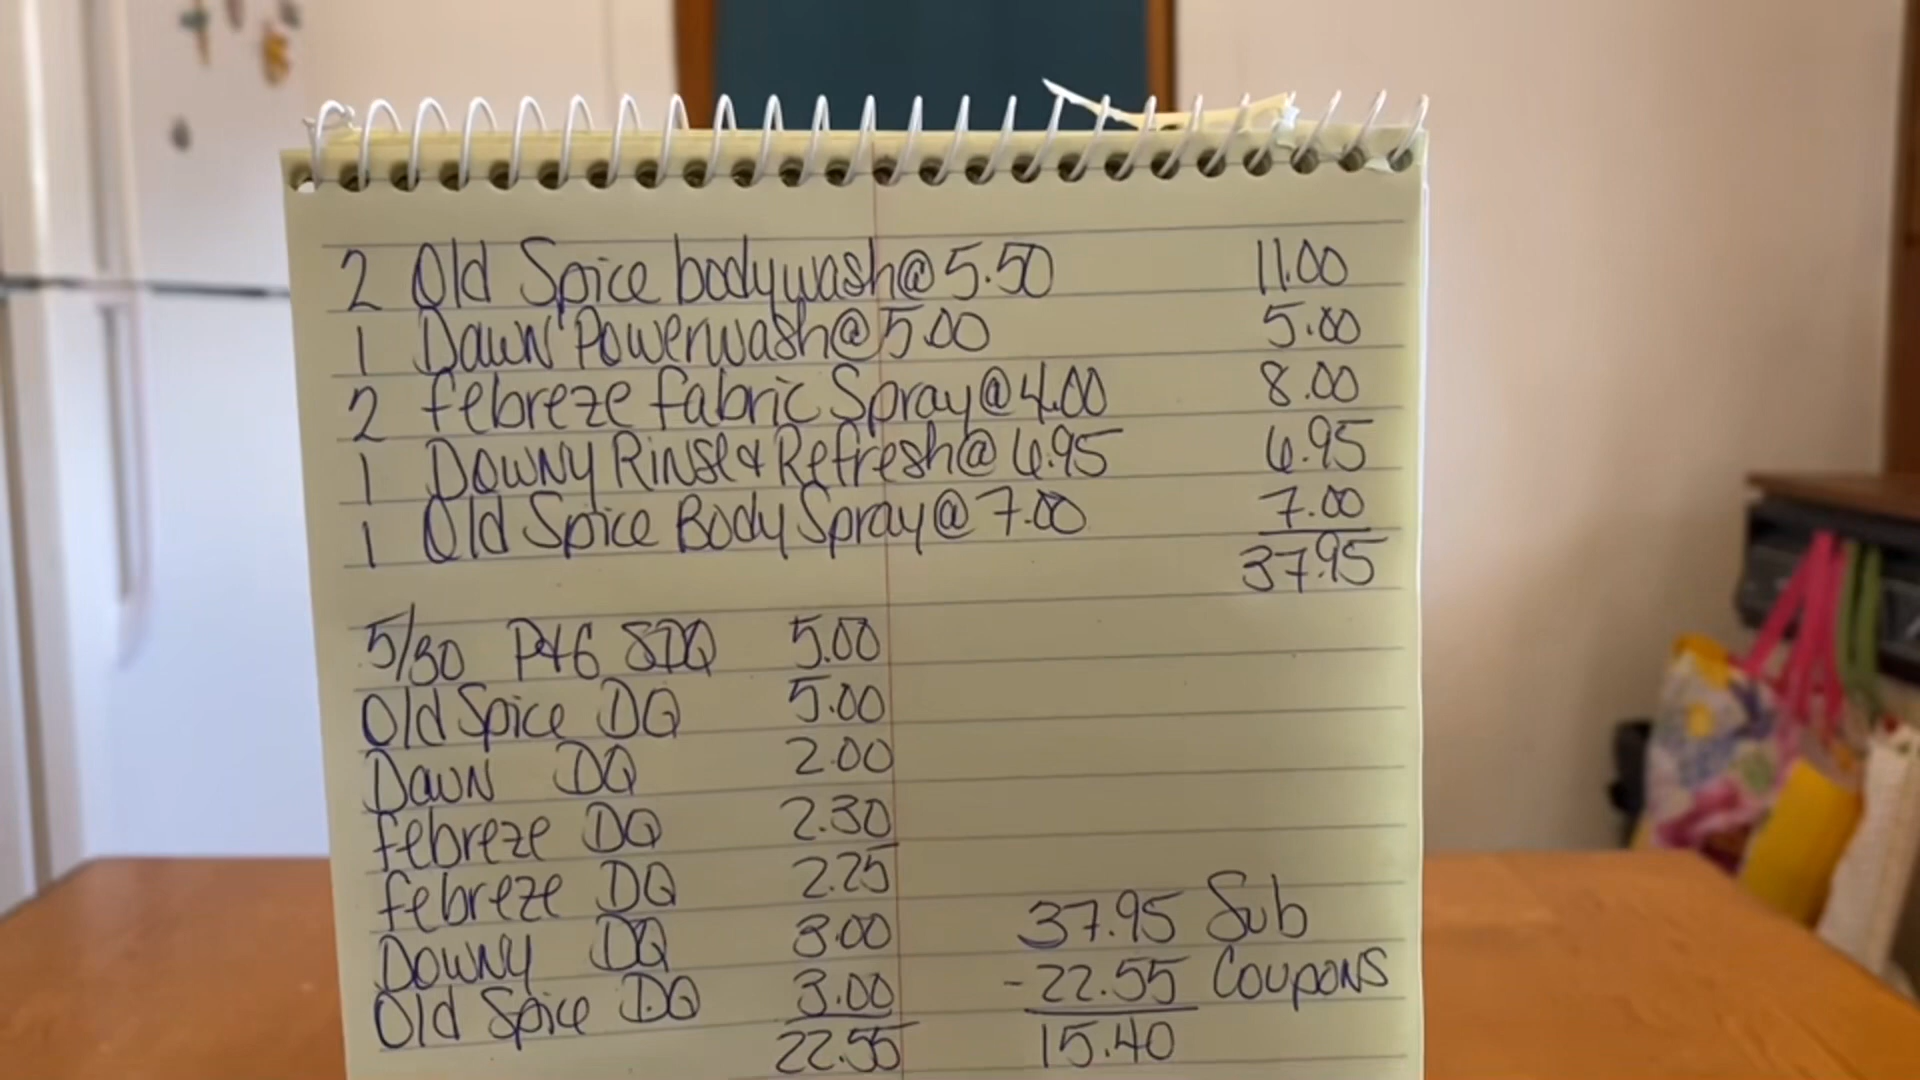 2 Old Spice bodywash@5.50 11.00
1 Dawn Powerwash@5.00 5.00
2 febreze fabric Spray@4.00 8.00
1 Downy Rinse & Refresh@6.95 6.95
1 Old Spice Body Spray@7.00 7.00
37.95
5/30 P+G SDQ 5.00
Old Spice DQ 5.00
Dawn DQ 2.00
febreze DQ 2.30
febreze DQ 2.25
Downy DQ 3.00
Old Spice DQ 3.00
22.55
37.95 Sub
-22.55 Coupons
15.40